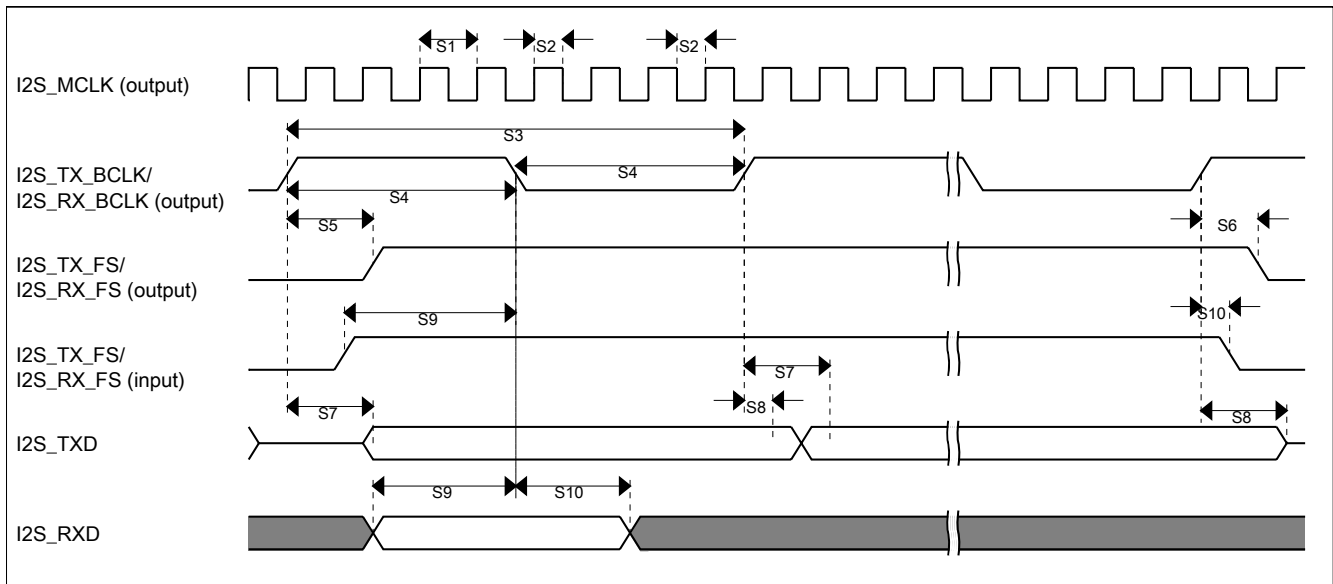 S1
S2
S2
I2S_MCLK (output)
S3
I2S_TX_BCLK/
I2S_RX_BCLK (output)
S4
S4
S5
S6
I2S_TX_FS/
I2S_RX_FS (output)
S9
S10
I2S_TX_FS/
I2S_RX_FS (input)
S7
S7
S8
S8
I2S_TXD
S9
S10
I2S_RXD